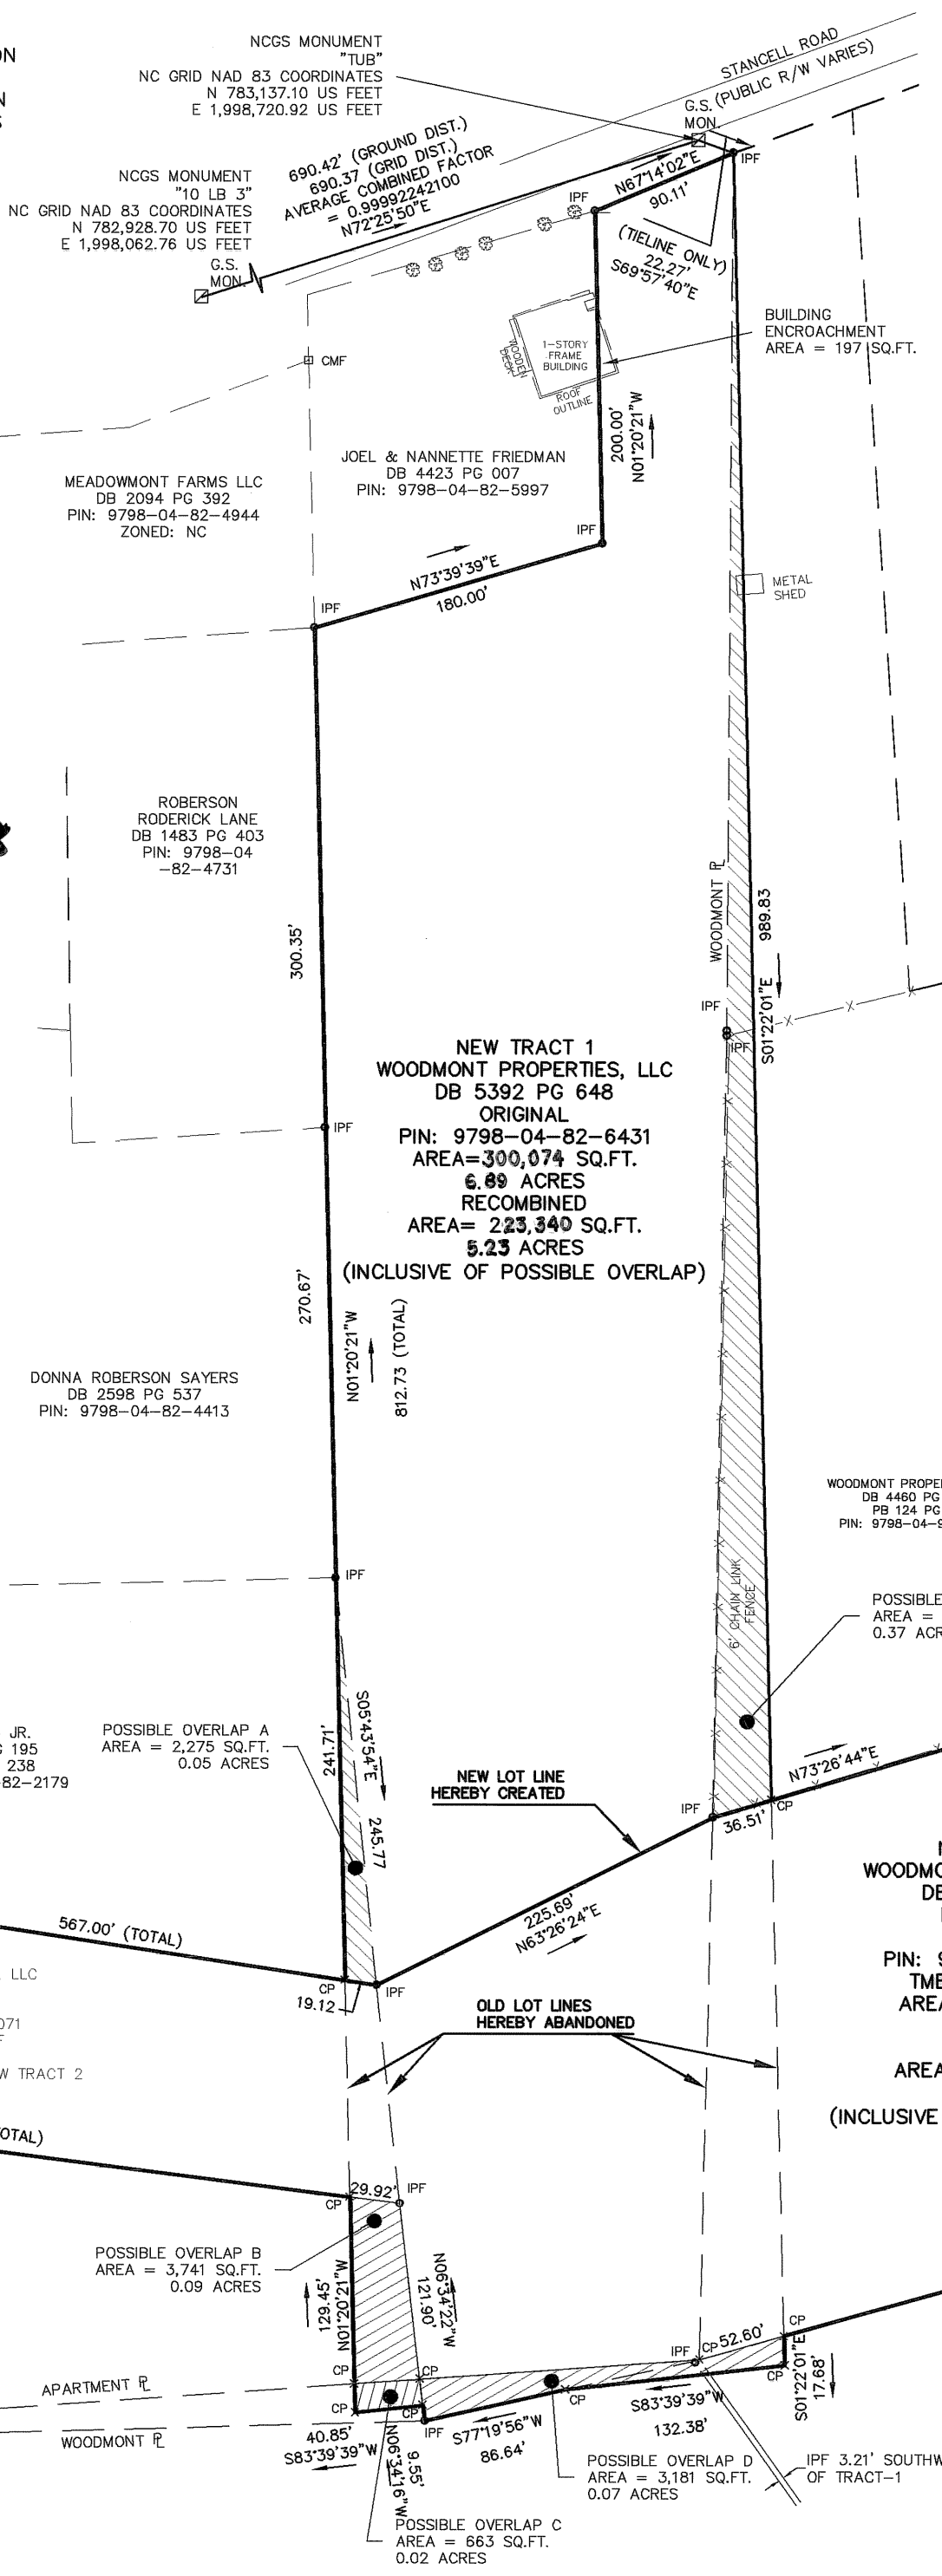 ON
N
S
NCGS MONUMENT
"TUB"
NC GRID NAD 83 COORDINATES
N 783,137.10 US FEET
E 1,998,720.92 US FEET
STANCELL ROAD
(PUBLIC R/W VARIES)
G.S.
MON.
IPF
690.42' (GROUND DIST.)
690.37 (GRID DIST.)
AVERAGE COMBINED FACTOR
= 0.99992242100
N72°25'50"E
NCGS MONUMENT
"10 LB 3"
NC GRID NAD 83 COORDINATES
N 782,928.70 US FEET
E 1,998,062.76 US FEET
G.S.
MON.
IPF
N67°14'02"E
90.11'
(TIELINE ONLY)
22.27'
S69°57'40"E
BUILDING
ENCROACHMENT
AREA = 197 SQ.FT.
1-STORY
FRAME
BUILDING
WOODEN
DECK
ROOF
OUTLINE
CMF
200.00'
N01°20'21"W
JOEL & NANNETTE FRIEDMAN
DB 4423 PG 007
PIN: 9798-04-82-5997
MEADOWMONT FARMS LLC
DB 2094 PG 392
PIN: 9798-04-82-4944
ZONED: NC
IPF
N73°39'39"E
180.00'
IPF
METAL
SHED
ROBERSON
RODERICK LANE
DB 1483 PG 403
PIN: 9798-04
-82-4731
300.35'
WOODMONT PL
989.83
S01°22'01"E
IPF
IPF
NEW TRACT 1
WOODMONT PROPERTIES, LLC
DB 5392 PG 648
ORIGINAL
PIN: 9798-04-82-6431
AREA=300,074 SQ.FT.
6.89 ACRES
RECOMBINED
AREA= 223,340 SQ.FT.
5.23 ACRES
(INCLUSIVE OF POSSIBLE OVERLAP)
IPF
270.67'
N01°20'21"W
812.73 (TOTAL)
DONNA ROBERSON SAYERS
DB 2598 PG 537
PIN: 9798-04-82-4413
WOODMONT PROPE
DB 4460 PG
PB 124 PG
PIN: 9798-04-9
IPF
6' CHAIN LINK
FENCE
POSSIBLE
AREA =
0.37 ACR
JR.
195
238
82-2179
POSSIBLE OVERLAP A
AREA = 2,275 SQ.FT.
0.05 ACRES
241.71'
S05°43'54"E
245.77
NEW LOT LINE
HEREBY CREATED
N73°26'44"E
IPF
36.51'
CP
225.69'
N63°26'24"E
567.00' (TOTAL)
CP
19.12
IPF
WOODMO
DB
PIN: 9
TMB
AREA
AREA
(INCLUSIVE
LLC
071
W TRACT 2
OTAL)
OLD LOT LINES
HEREBY ABANDONED
29.92'
CP
IPF
POSSIBLE OVERLAP B
AREA = 3,741 SQ.FT.
0.09 ACRES
129.45'
N01°20'21"W
N06°34'22"W
121.90'
CP
CP
IPF
CP
52.60'
CP
CP
S01°22'01"E
17.68'
APARTMENT PL
WOODMONT PL
CP
CP
IPF
CP
40.85'
S83°39'39"W
9.55'
N06°34'16"W
S77°19'56"W
86.64'
S83°39'39"W
132.38'
POSSIBLE OVERLAP D
AREA = 3,181 SQ.FT.
0.07 ACRES
IPF 3.21' SOUTHW
OF TRACT-1
POSSIBLE OVERLAP C
AREA = 663 SQ.FT.
0.02 ACRES